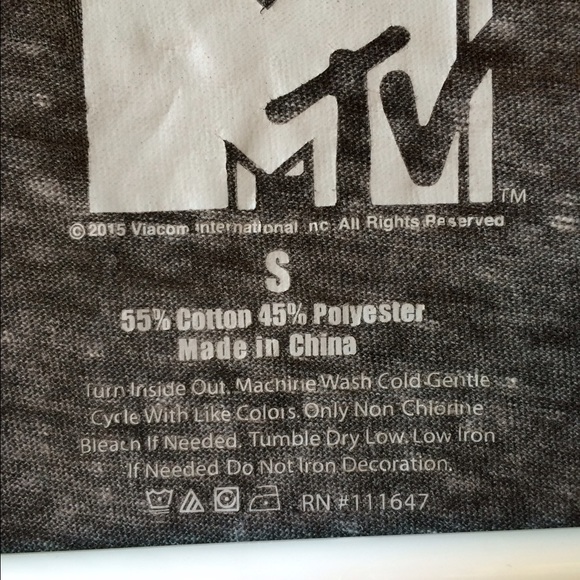 MTV
TM
© 2015 Viacom International Inc. All Rights Reserved
S
55% Cotton 45% Polyester
Made in China
Turn Inside Out. Machine Wash Cold Gentle
Cycle With Like Colors. Only Non Chlorine
Bleach If Needed. Tumble Dry Low. Low Iron
If Needed Do Not Iron Decoration.
RN #111647